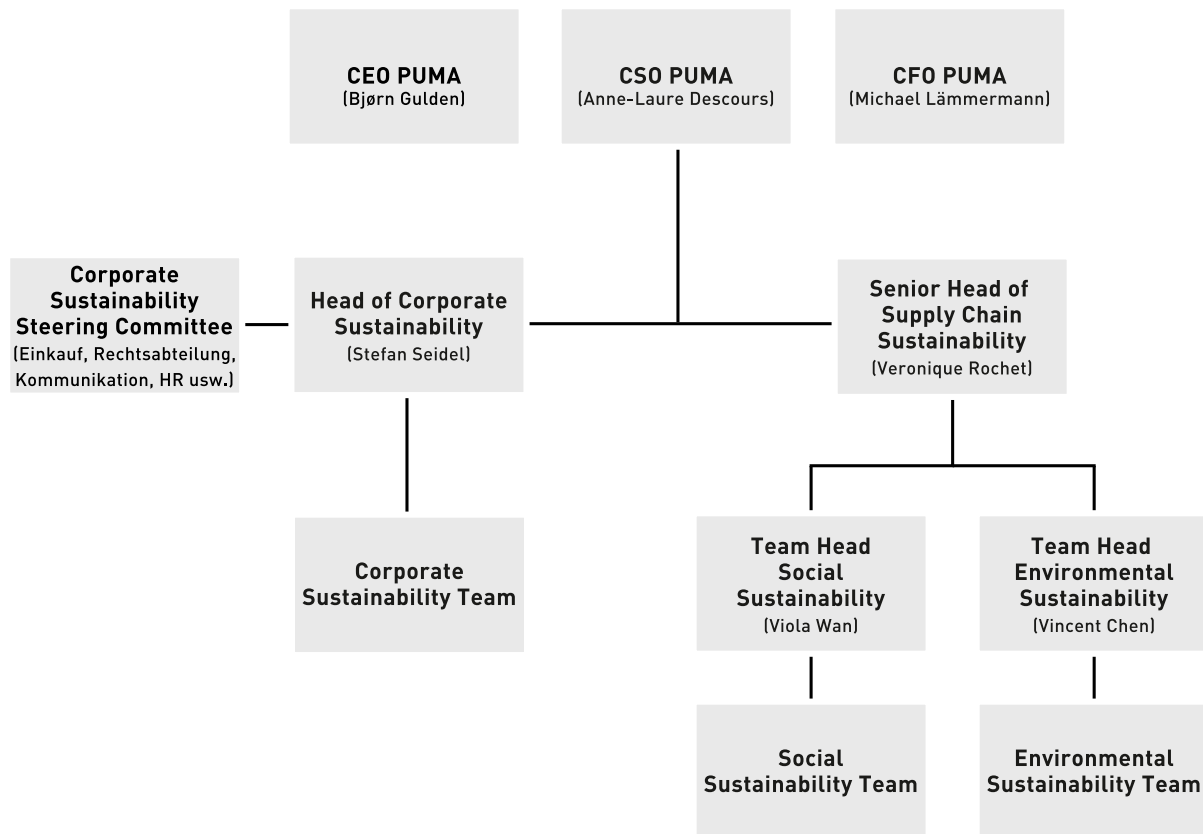 CEO PUMA
(Bjørn Gulden)
CSO PUMA
(Anne-Laure Descours)
CFO PUMA
(Michael Lämmermann)
Corporate
Sustainability
Steering Committee
(Einkauf, Rechtsabteilung,
Kommunikation, HR usw.)
Head of Corporate
Sustainability
(Stefan Seidel)
Senior Head of
Supply Chain
Sustainability
(Veronique Rochet)
Corporate
Sustainability Team
Team Head
Social
Sustainability
(Viola Wan)
Team Head
Environmental
Sustainability
(Vincent Chen)
Social
Sustainability Team
Environmental
Sustainability Team